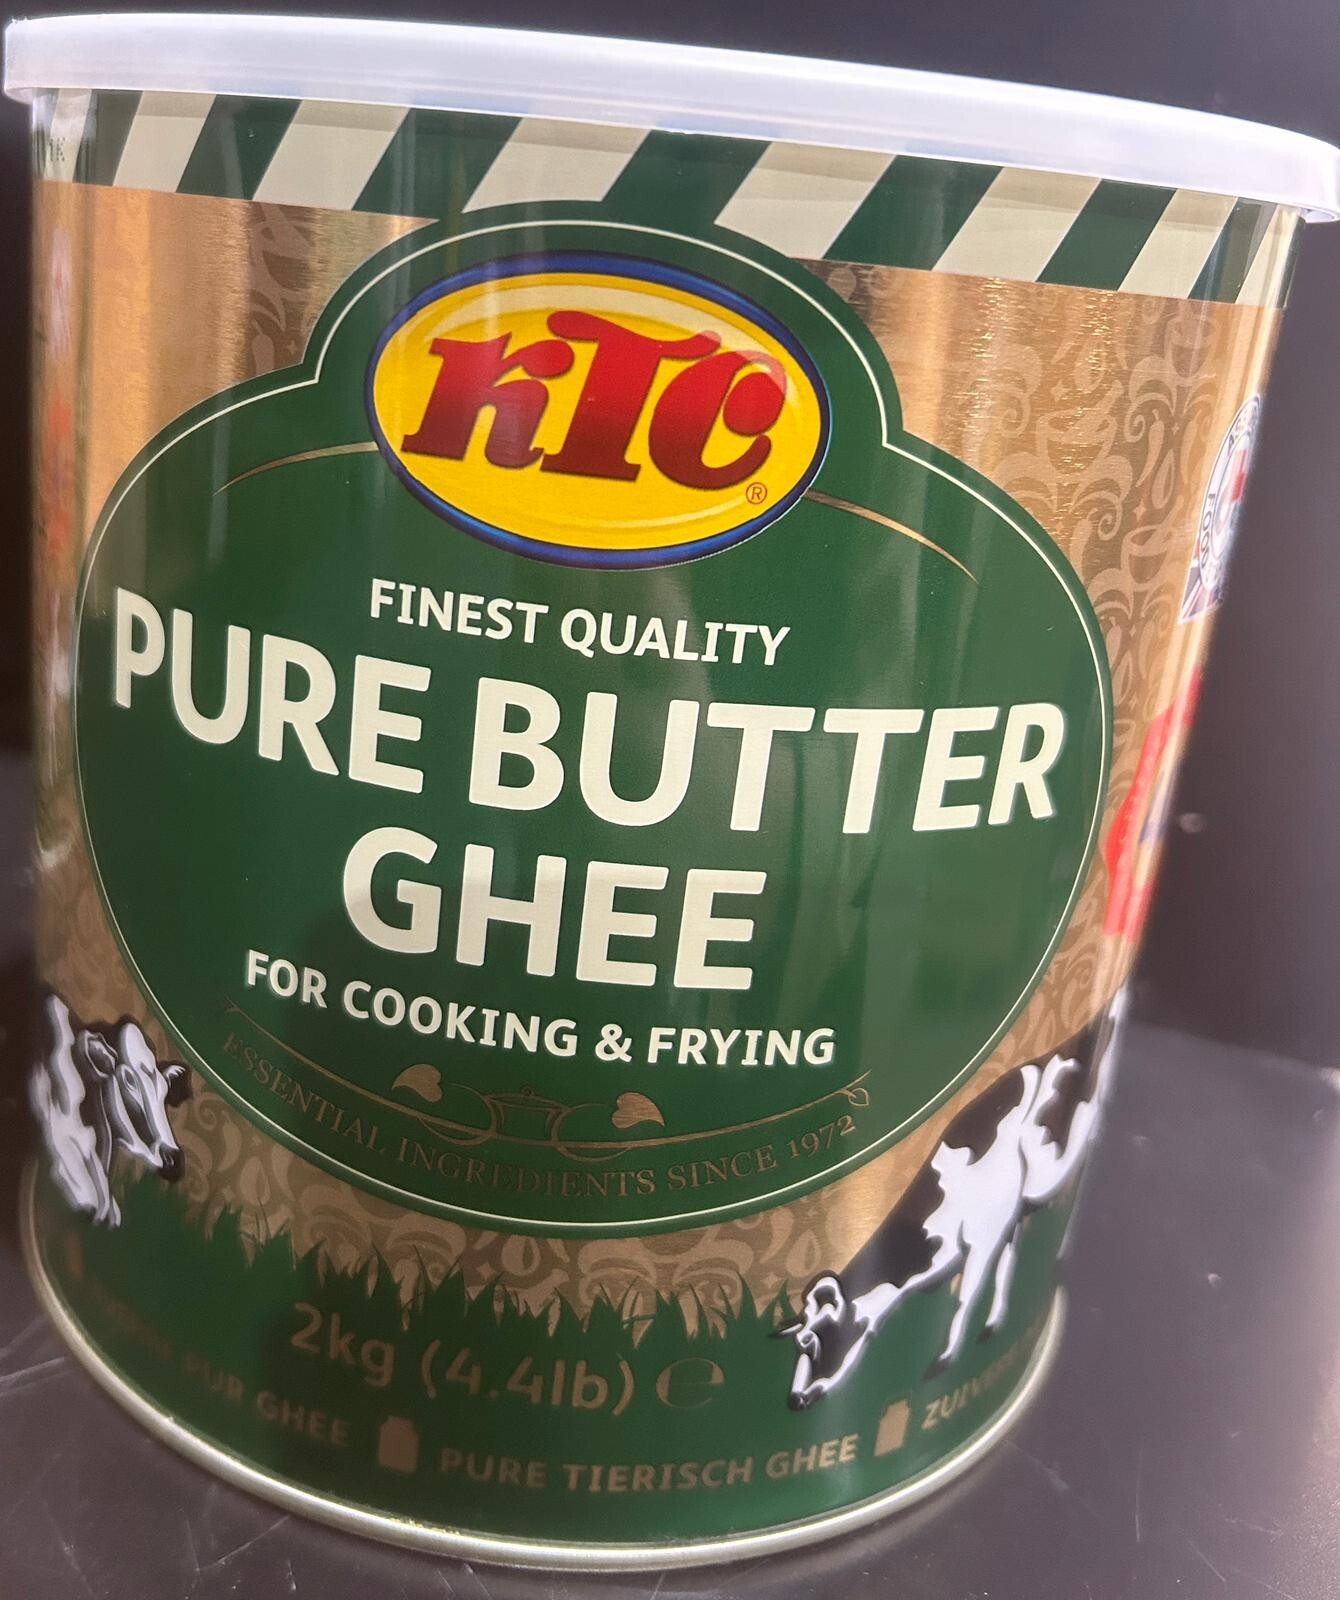 KTC®
FINEST QUALITY
PURE BUTTER
GHEE
FOR COOKING & FRYING
ESSENTIAL INGREDIENTS SINCE 1972
2kg (4.4lb) ℮
PUR GHEE PURE TIERISCH GHEE